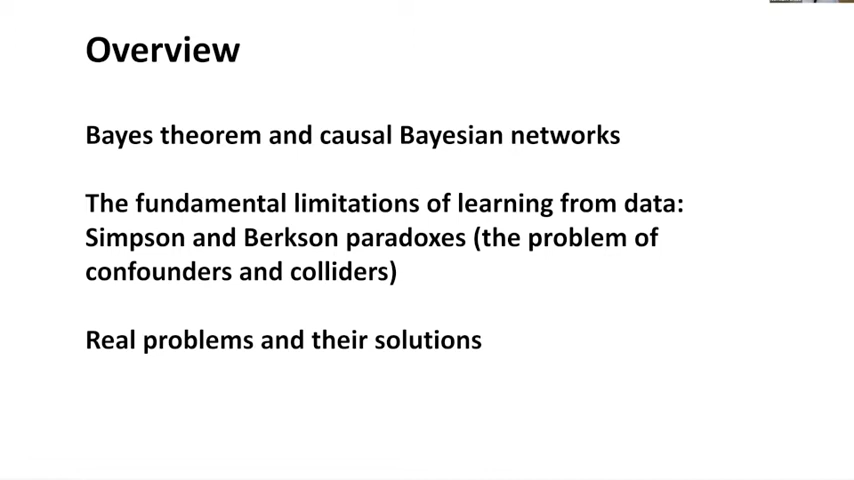 Overview
Bayes theorem and causal Bayesian networks
The fundamental limitations of learning from data:
Simpson and Berkson paradoxes (the problem of
confounders and colliders)
Real problems and their solutions